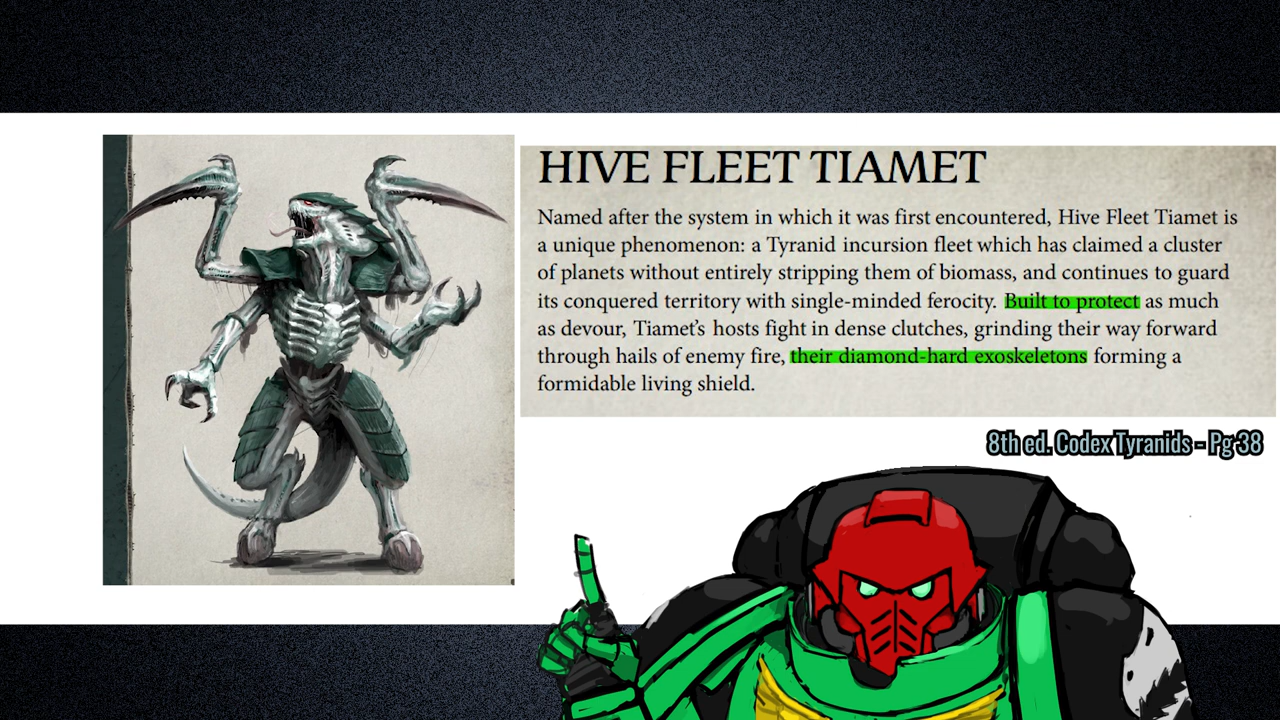 HIVE FLEET TIAMET
Named after the system in which it was first encountered, Hive Fleet Tiamet is
a unique phenomenon: a Tyranid incursion fleet which has claimed a cluster
of planets without entirely stripping them of biomass, and continues to guard
its conquered territory with single-minded ferocity. Built to protect as much
as devour, Tiamet's hosts fight in dense clutches, grinding their way forward
through hails of enemy fire, their diamond-hard exoskeletons forming a
formidable living shield.
8th ed. Codex Tyranids - Pg 38